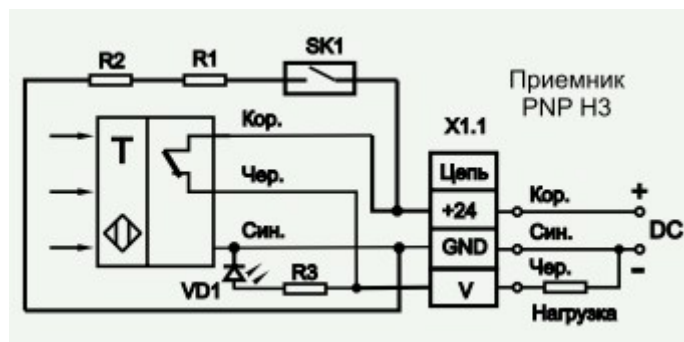 SK1
R2
R1
Приемник
PNP НЗ
X1.1
Кор.
T
Цепь
Чер.
+24
Кор.
+
DC
Син.
GND
Син.
-
VD1
R3
V
Чер.
Нагрузка